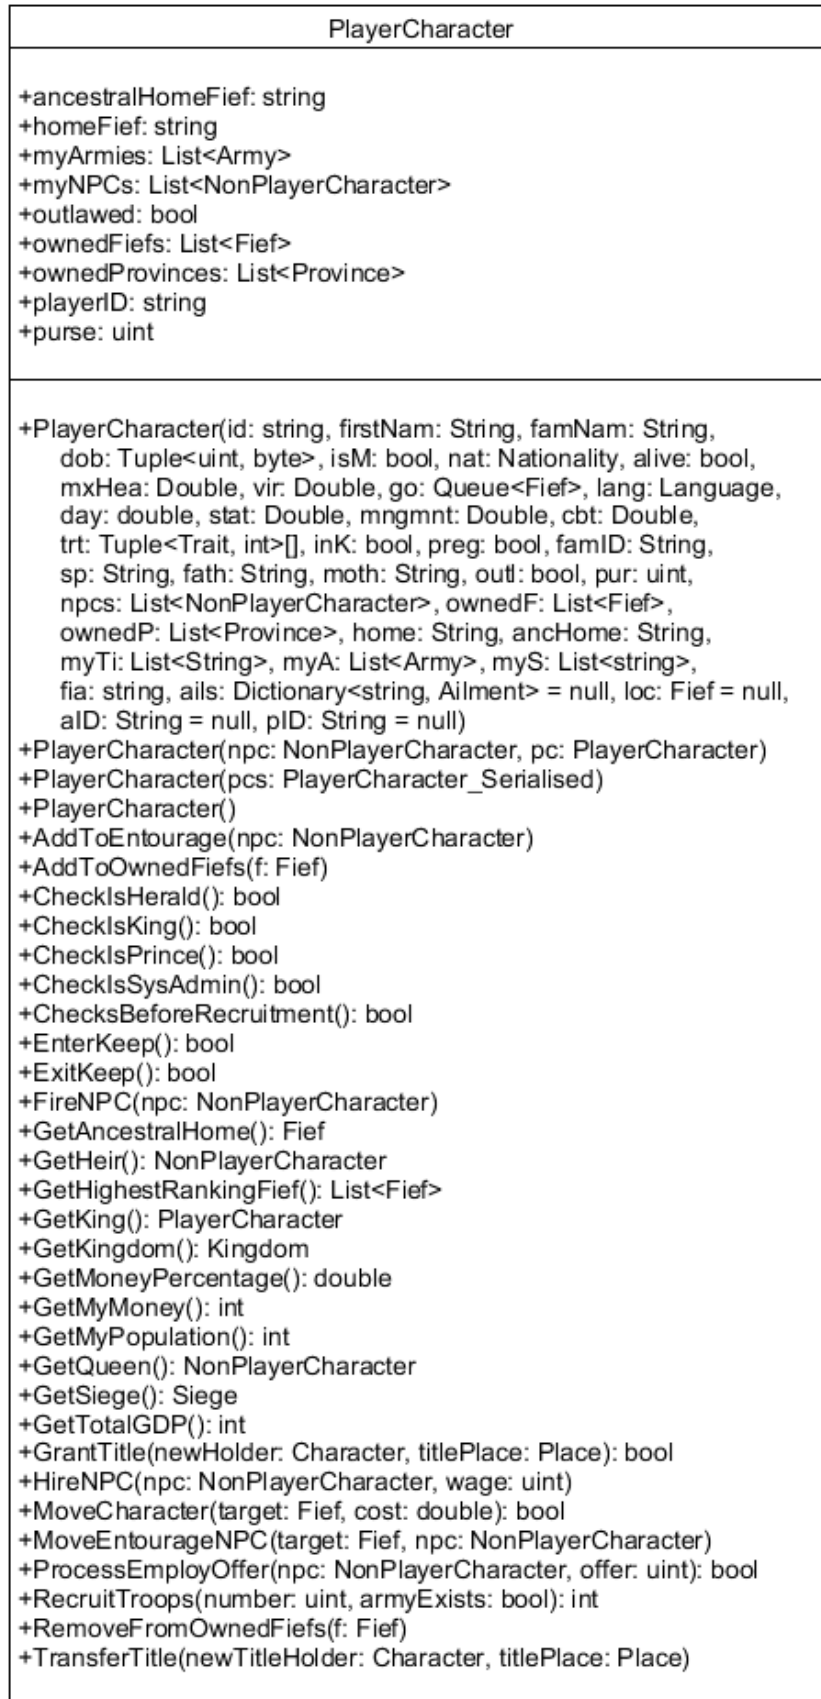 PlayerCharacter
+ancestralHomeFief: string
+homeFief: string
+myArmies: List<Army>
+myNPCs: List<NonPlayerCharacter>
+outlawed: bool
+ownedFiefs: List<Fief>
+ownedProvinces: List<Province>
+playerID: string
+purse: uint
+PlayerCharacter(id: string, firstNam: String, famNam: String,
dob: Tuple<uint, byte>, isM: bool, nat: Nationality, alive: bool,
mxHea: Double, vir: Double, go: Queue<Fief>, lang: Language,
day: double, stat: Double, mngmnt: Double, cbt: Double,
trt: Tuple<Trait, int>[], inK: bool, preg: bool, famID: String,
sp: String, fath: String, moth: String, outl: bool, pur: uint,
npcs: List<NonPlayerCharacter>, ownedF: List<Fief>,
ownedP: List<Province>, home: String, ancHome: String,
myTi: List<String>, myA: List<Army>, myS: List<string>,
fia: string, ails: Dictionary<string, Ailment> = null, loc: Fief = null,
aID: String = null, pID: String = null)
+PlayerCharacter(npc: NonPlayerCharacter, pc: PlayerCharacter)
+PlayerCharacter(pcs: PlayerCharacter_Serialised)
+PlayerCharacter()
+AddToEntourage(npc: NonPlayerCharacter)
+AddToOwnedFiefs(f: Fief)
+CheckIsHerald(): bool
+CheckIsKing(): bool
+CheckIsPrince(): bool
+CheckIsSysAdmin(): bool
+ChecksBeforeRecruitment(): bool
+EnterKeep(): bool
+ExitKeep(): bool
+FireNPC(npc: NonPlayerCharacter)
+GetAncestralHome(): Fief
+GetHeir(): NonPlayerCharacter
+GetHighestRankingFief(): List<Fief>
+GetKing(): PlayerCharacter
+GetKingdom(): Kingdom
+GetMoneyPercentage(): double
+GetMyMoney(): int
+GetMyPopulation(): int
+GetQueen(): NonPlayerCharacter
+GetSiege(): Siege
+GetTotalGDP(): int
+GrantTitle(newHolder: Character, titlePlace: Place): bool
+HireNPC(npc: NonPlayerCharacter, wage: uint)
+MoveCharacter(target: Fief, cost: double): bool
+MoveEntourageNPC(target: Fief, npc: NonPlayerCharacter)
+ProcessEmployOffer(npc: NonPlayerCharacter, offer: uint): bool
+RecruitTroops(number: uint, armyExists: bool): int
+RemoveFromOwnedFiefs(f: Fief)
+TransferTitle(newTitleHolder: Character, titlePlace: Place)